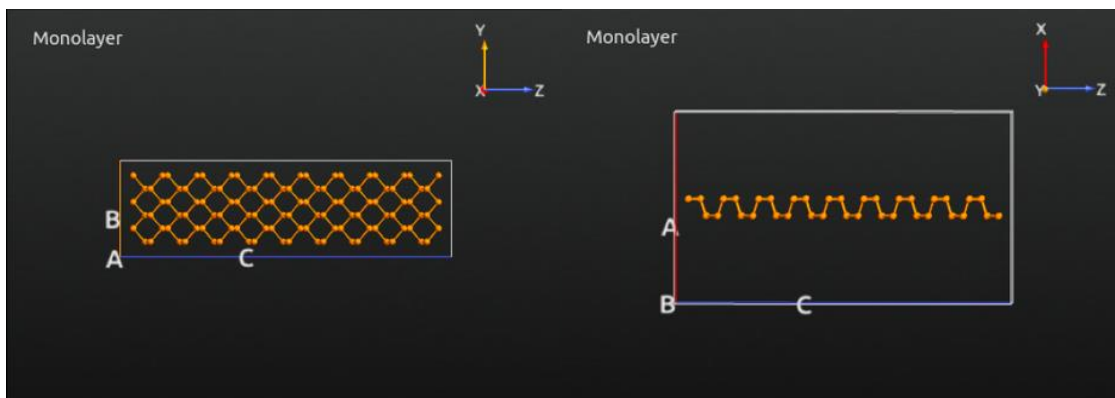 Monolayer
Y
X Z
B
A C
Monolayer
X
Y Z
A
B C